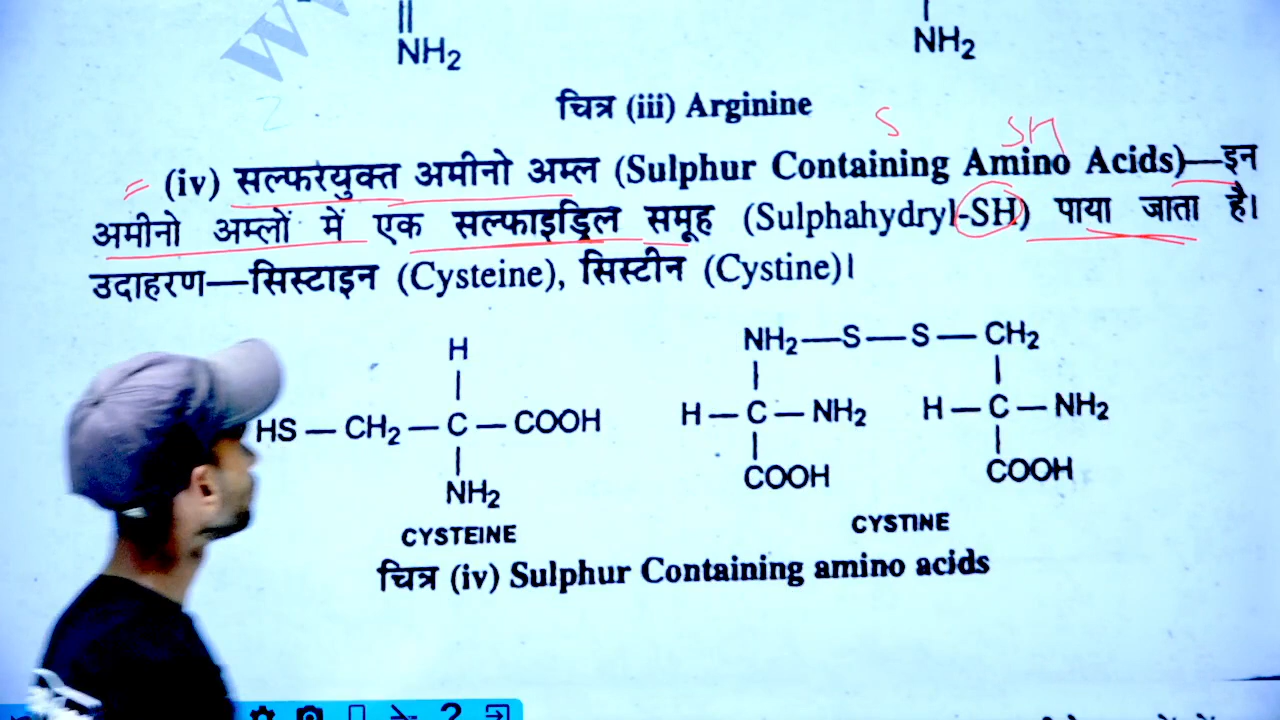 NH₂ NH₂
चित्र (iii) Arginine
S SH
(iv) सल्फरयुक्त अमीनो अम्ल (Sulphur Containing Amino Acids)—इन
अमीनो अम्लों में एक सल्फाइड्रिल समूह (Sulphahydryl-SH) पाया जाता है।
उदाहरण—सिस्टाइन (Cysteine), सिस्टीन (Cystine)।
H NH₂—S—S—CH₂
HS—CH₂—C—COOH H—C—NH₂ H—C—NH₂
NH₂ COOH COOH
CYSTEINE CYSTINE
चित्र (iv) Sulphur Containing amino acids